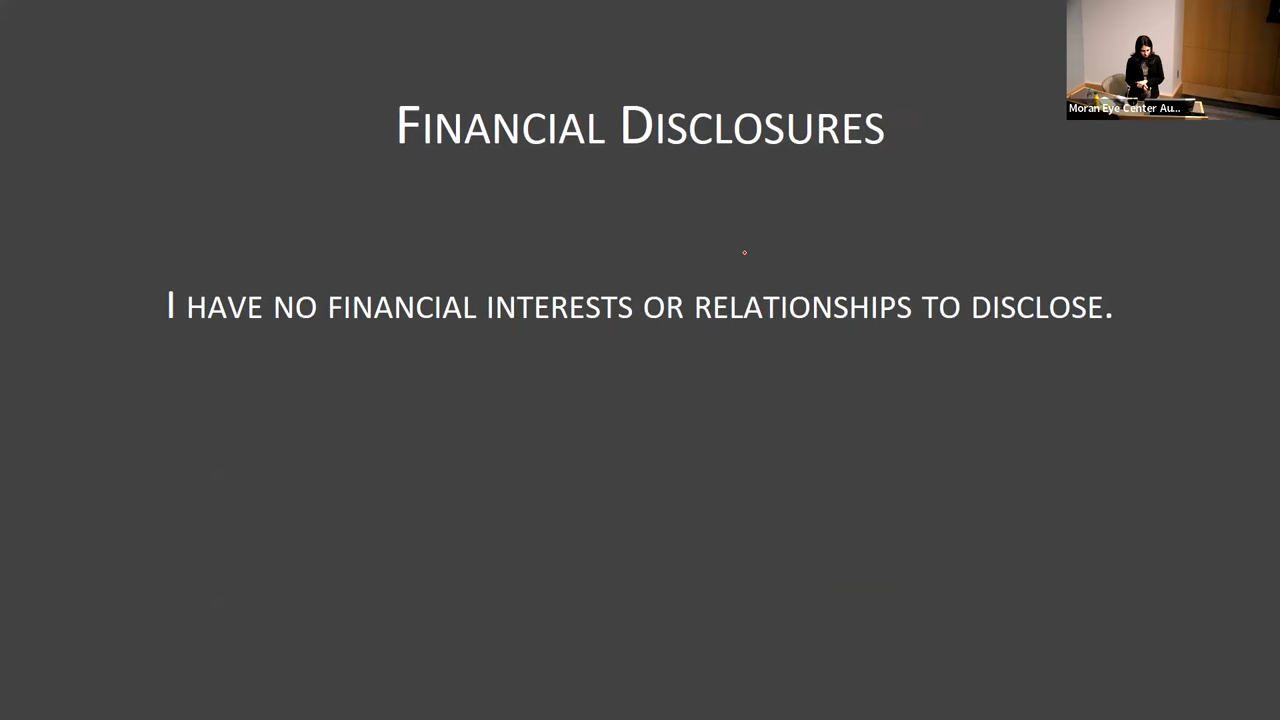 Financial Disclosures
I have no financial interests or relationships to disclose.
Moran Eye Center Au...